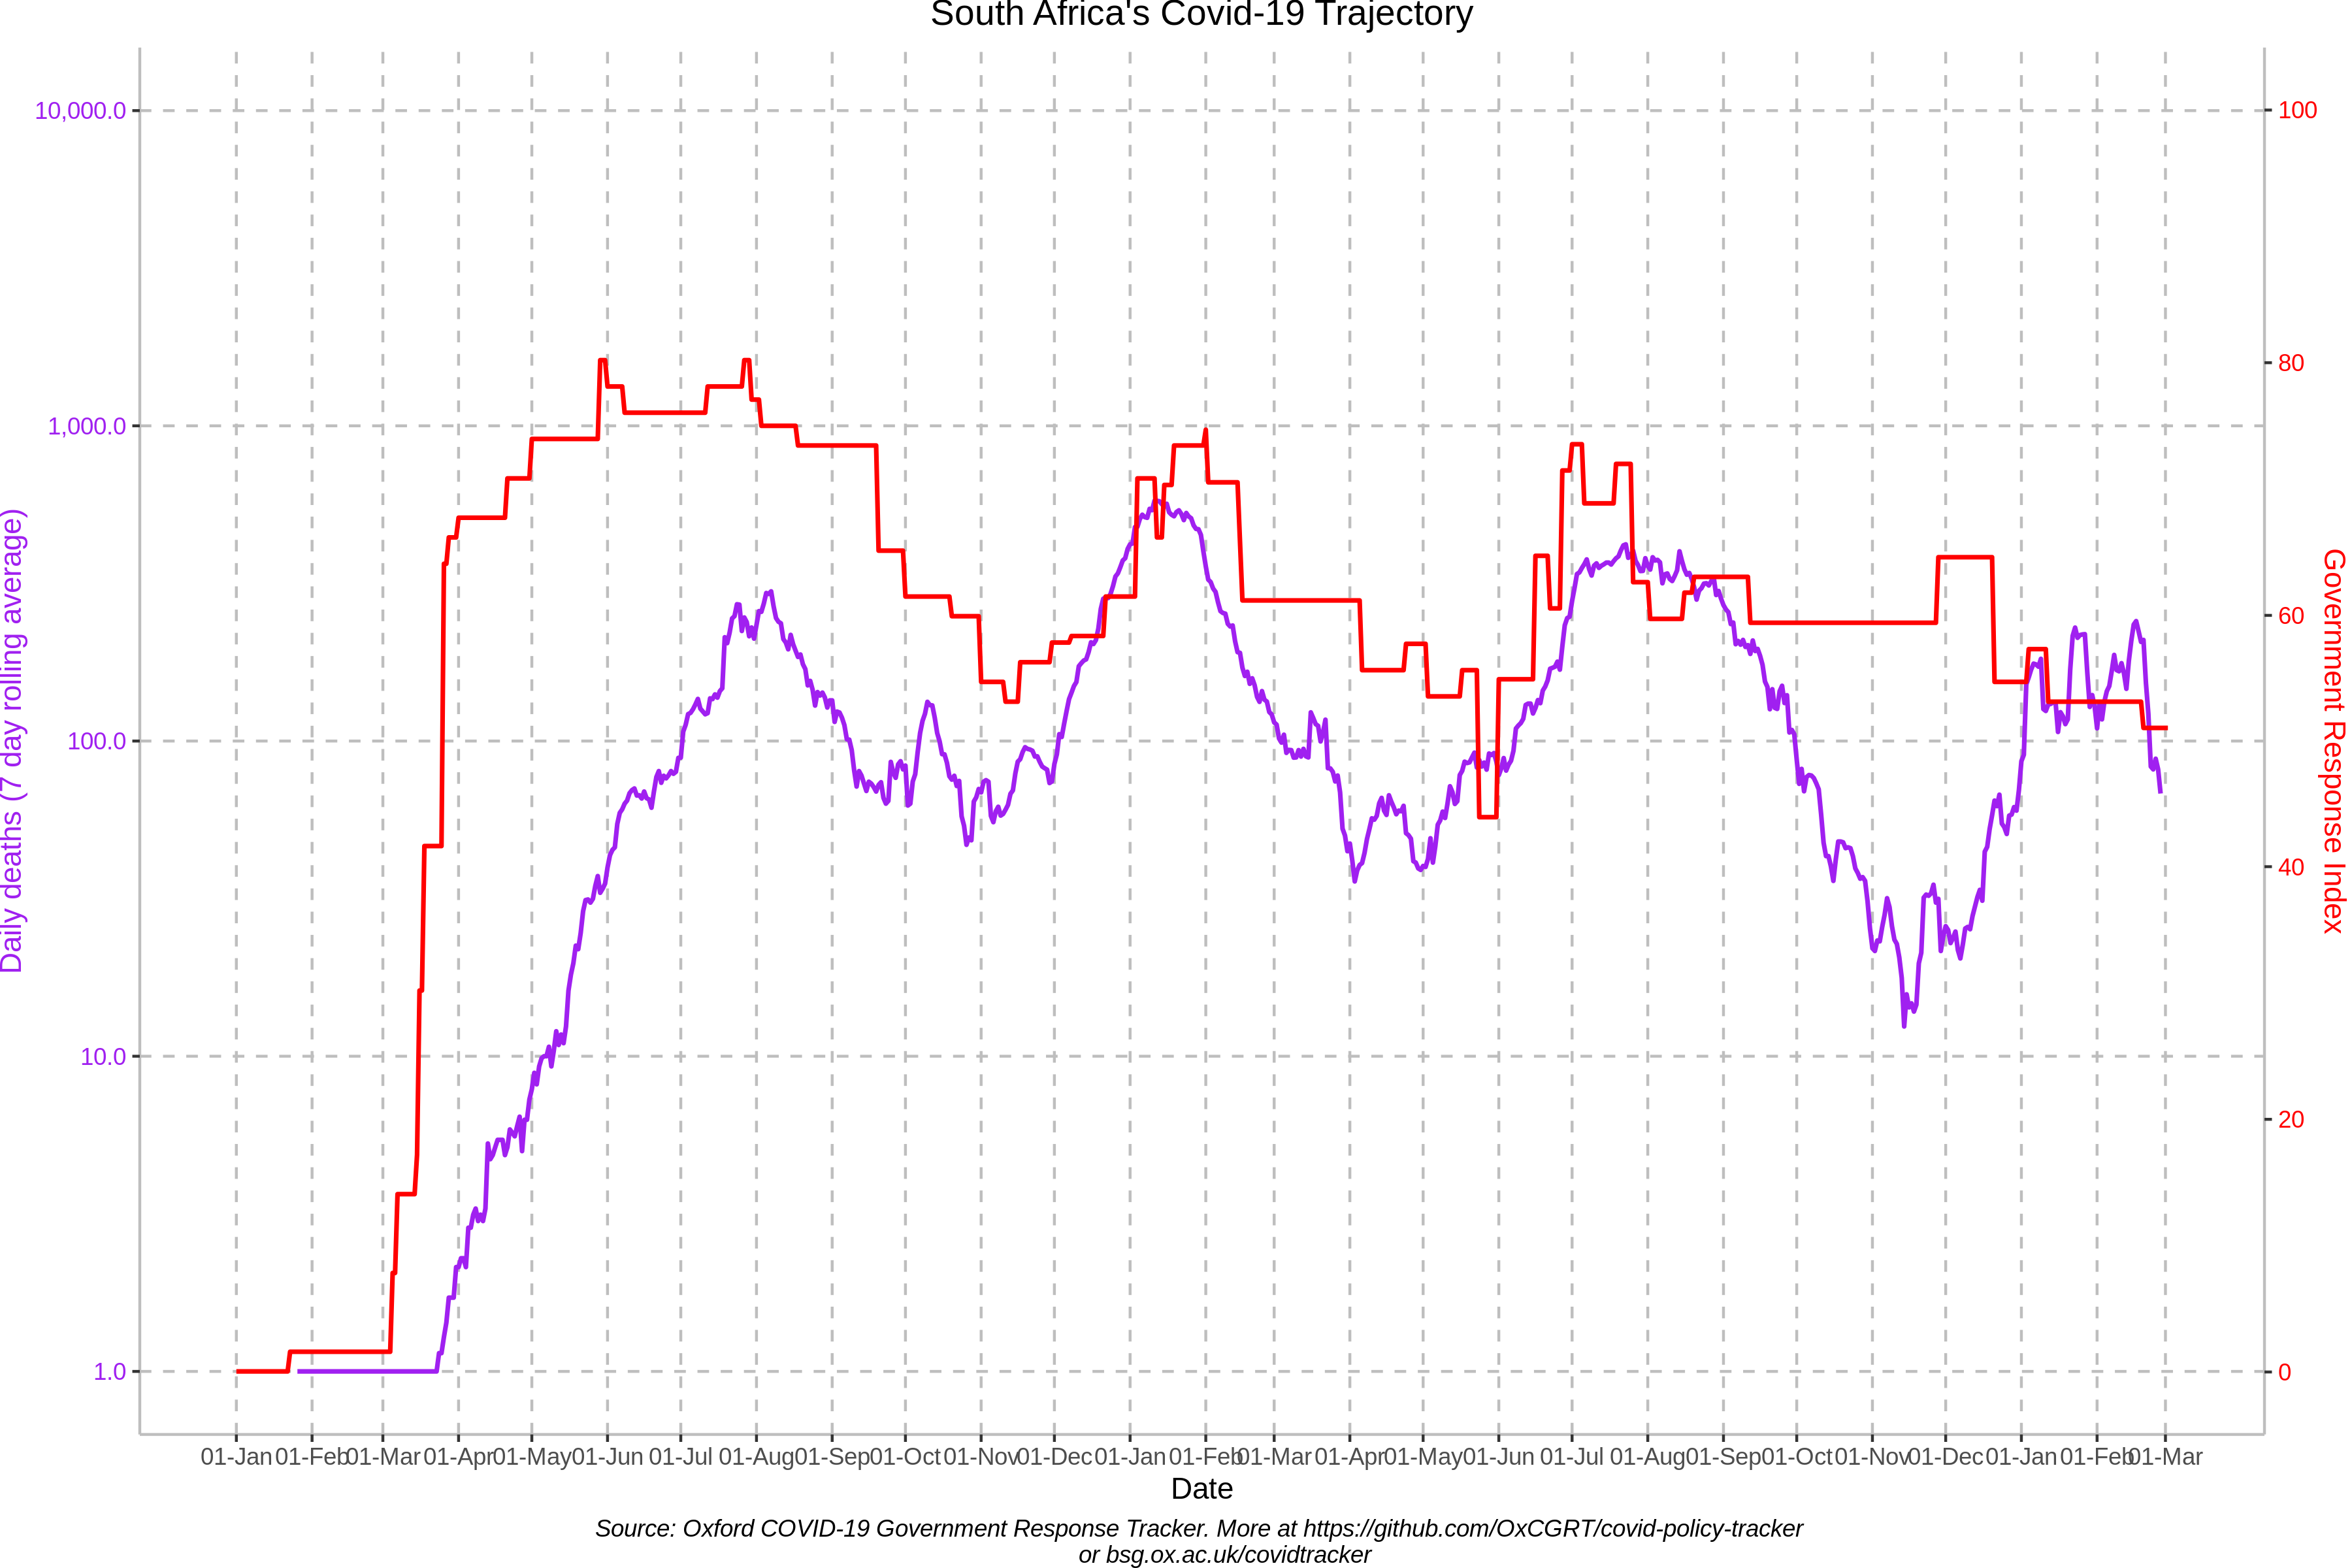 South Africa's Covid-19 Trajectory
10,000.0
1,000.0
100.0
10.0
1.0
Daily deaths (7 day rolling average)
100
80
60
40
20
0
Government Response Index
01-Jan 01-Feb 01-Mar 01-Apr 01-May 01-Jun 01-Jul 01-Aug 01-Sep 01-Oct 01-Nov 01-Dec 01-Jan 01-Feb 01-Mar 01-Apr 01-May 01-Jun 01-Jul 01-Aug 01-Sep 01-Oct 01-Nov 01-Dec 01-Jan 01-Feb 01-Mar
Date
Source: Oxford COVID-19 Government Response Tracker. More at https://github.com/OxCGRT/covid-policy-tracker
or bsg.ox.ac.uk/covidtracker